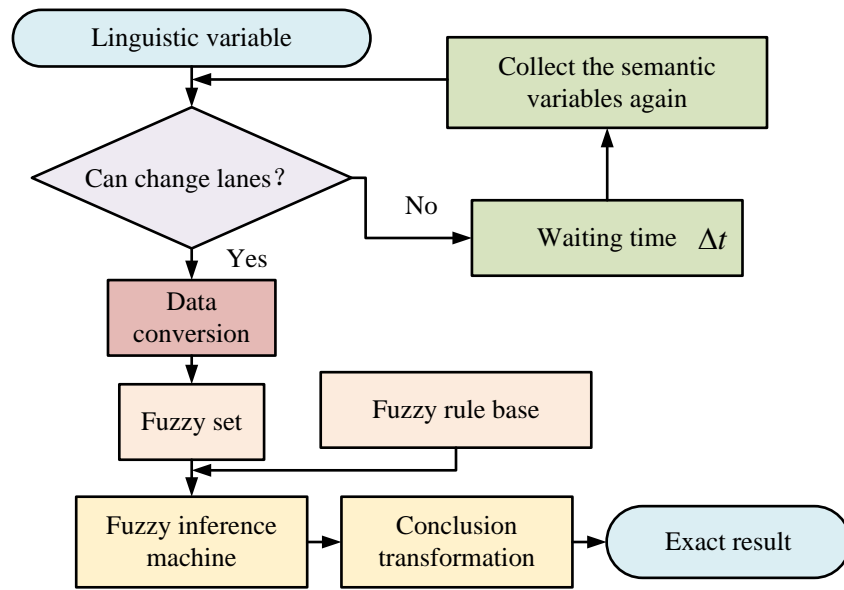 Linguistic variable
Collect the semantic
variables again
Can change lanes？
No
Waiting time Δt
Yes
Data
conversion
Fuzzy set
Fuzzy rule base
Fuzzy inference
machine
Conclusion
transformation
Exact result